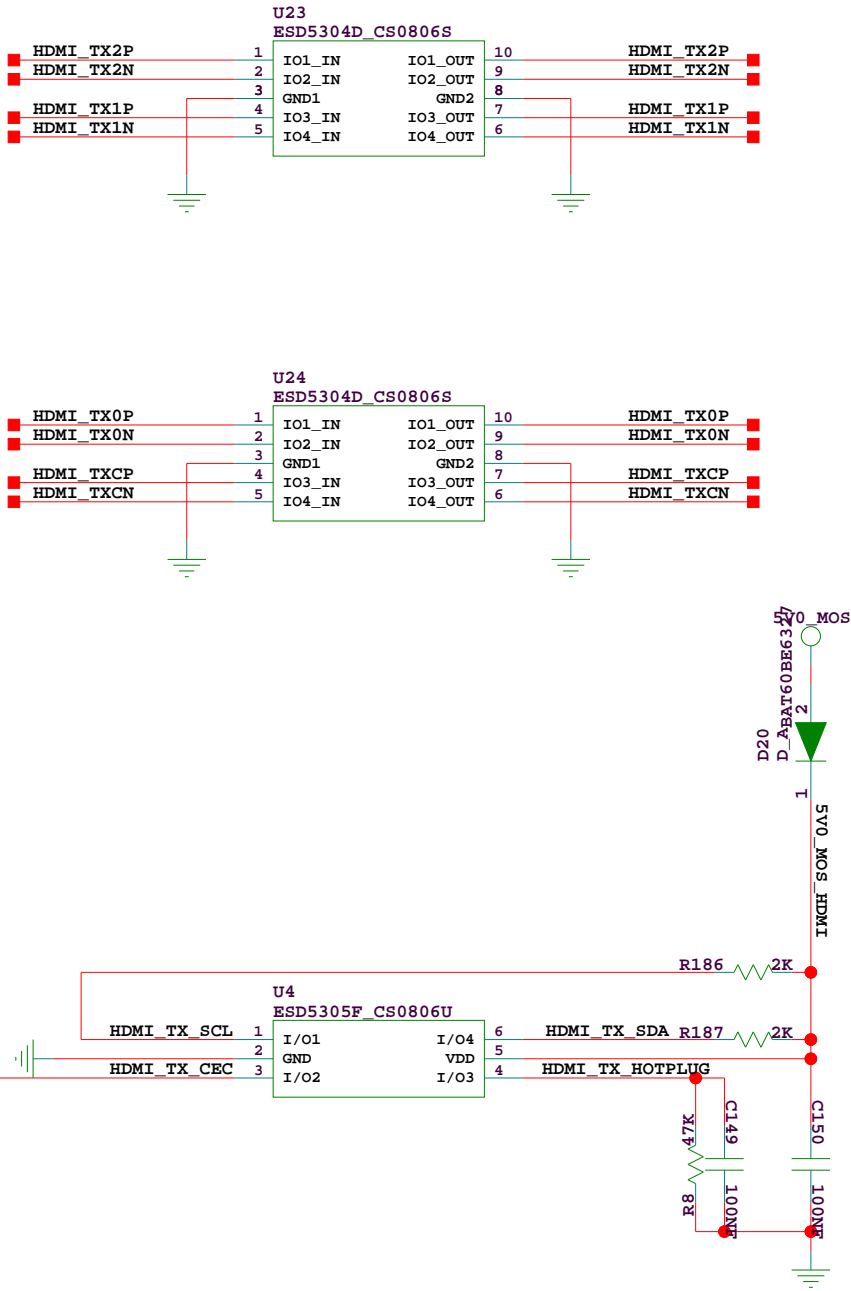 U23
ESD5304D_CS0806S
HDMI_TX2P 1 IO1_IN IO1_OUT 10 HDMI_TX2P
HDMI_TX2N 2 IO2_IN IO2_OUT 9 HDMI_TX2N
3 GND1 GND2 8
HDMI_TX1P 4 IO3_IN IO3_OUT 7 HDMI_TX1P
HDMI_TX1N 5 IO4_IN IO4_OUT 6 HDMI_TX1N
U24
ESD5304D_CS0806S
HDMI_TX0P 1 IO1_IN IO1_OUT 10 HDMI_TX0P
HDMI_TX0N 2 IO2_IN IO2_OUT 9 HDMI_TX0N
3 GND1 GND2 8
HDMI_TXCP 4 IO3_IN IO3_OUT 7 HDMI_TXCP
HDMI_TXCN 5 IO4_IN IO4_OUT 6 HDMI_TXCN
5V0_MOS
D20
D_ABAT60BE6327
2
1
5V0_MOS_HDMI
R186 2K
U4
ESD5305F_CS0806U
HDMI_TX_SCL 1 I/O1 I/O4 6 HDMI_TX_SDA R187 2K
2 GND VDD 5
HDMI_TX_CEC 3 I/O2 I/O3 4 HDMI_TX_HOTPLUG
R8 47K
C149 100NF
C150 100NF